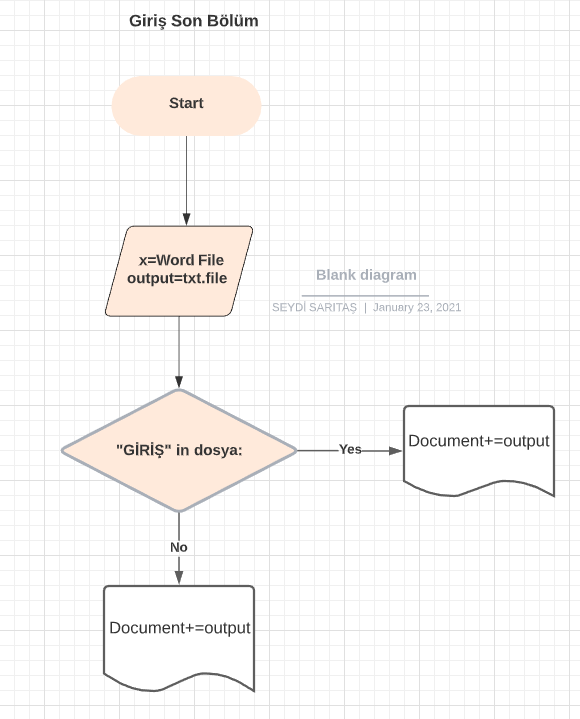 Giriş Son Bölüm
Start
x=Word File
output=txt.file
Blank diagram
SEYDİ SARITAŞ | January 23, 2021
"GİRİŞ" in dosya:
Yes
Document+=output
No
Document+=output